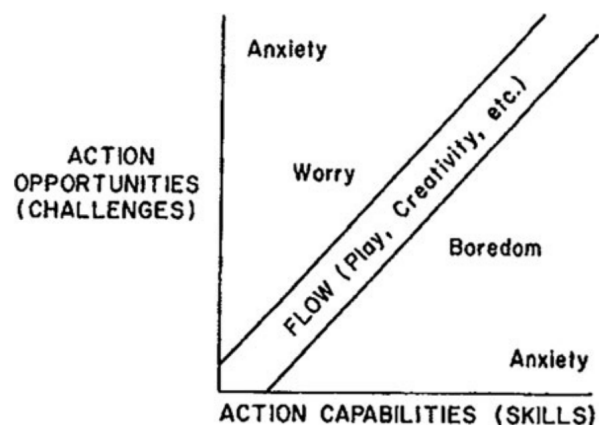 Anxiety
ACTION
OPPORTUNITIES
(CHALLENGES)
Worry
FLOW (Play, Creativity, etc.)
Boredom
Anxiety
ACTION CAPABILITIES (SKILLS)